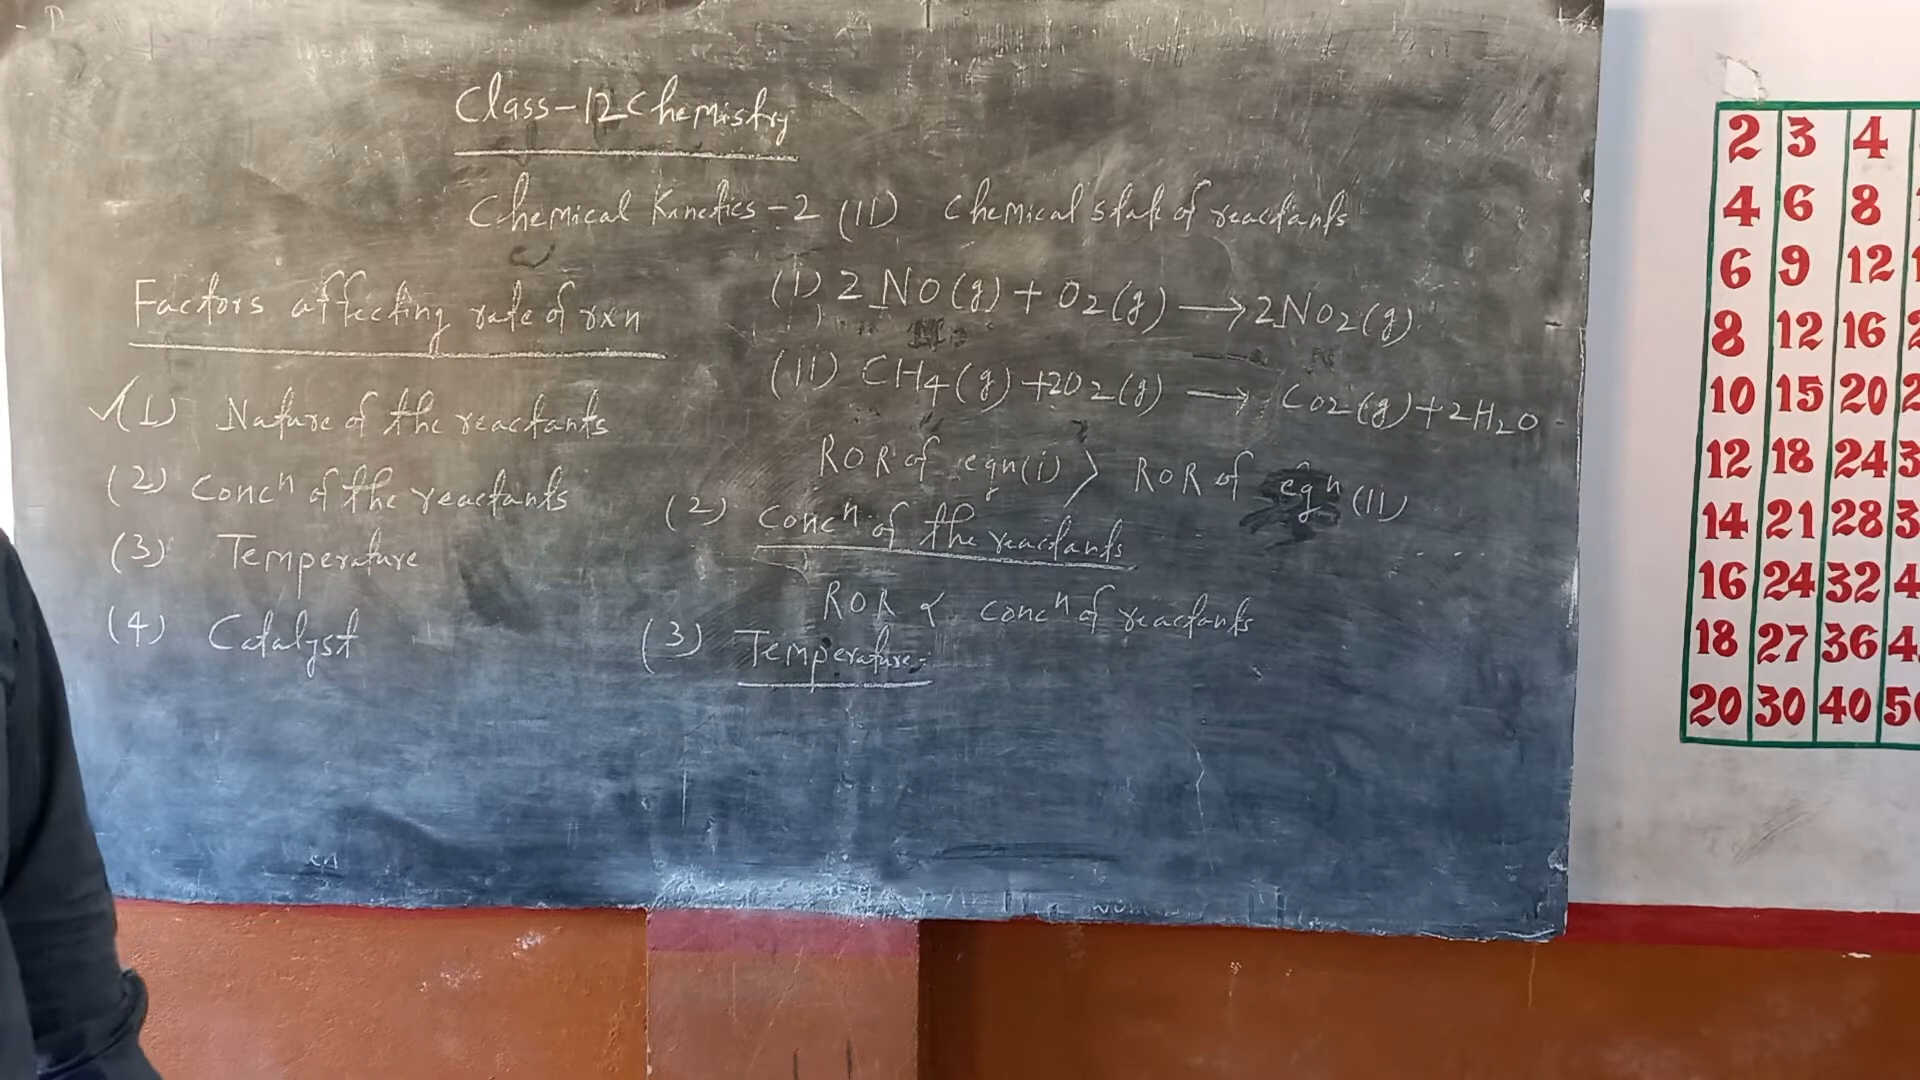 Class-12 Chemistry
Chemical Kinetics-2
Factors affecting rate of rxn
(1) Nature of the reactants
(2) Concⁿ of the reactants
(3) Temperature
(4) Catalyst
(II) Chemical state of reactants
(i) 2NO(g) + O2(g) → 2NO2(g)
(ii) CH4(g) + 2O2(g) → CO2(g) + 2H2O
ROR of eqn(i) > ROR of eqⁿ(ii)
(2) Concⁿ of the reactants
ROR ∝ concⁿ of reactants
(3) Temperature:-
2 3 4
4 6 8
6 9 12
8 12 16
10 15 20
12 18 24
14 21 28
16 24 32
18 27 36
20 30 40